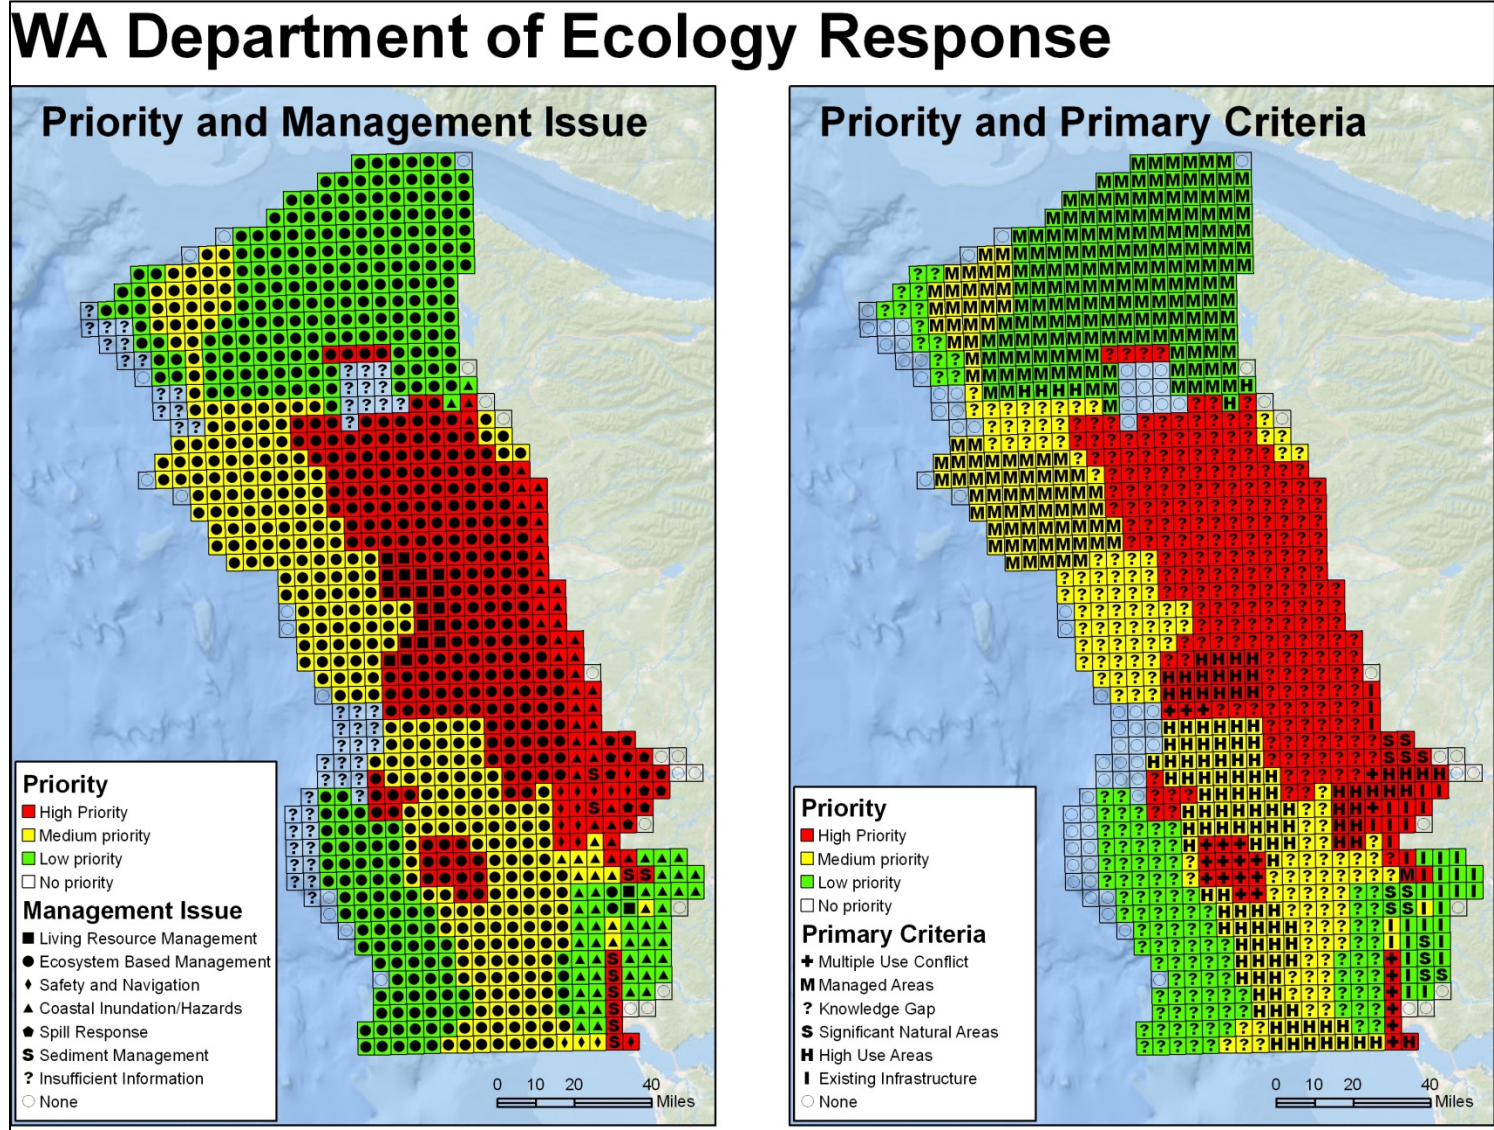 WA Department of Ecology Response
Priority and Management Issue
Priority
High Priority
Medium priority
Low priority
No priority
Management Issue
Living Resource Management
Ecosystem Based Management
Safety and Navigation
Coastal Inundation/Hazards
Spill Response
S Sediment Management
? Insufficient Information
None
0 10 20 40
Miles
Priority and Primary Criteria
Priority
High Priority
Medium priority
Low priority
No priority
Primary Criteria
Multiple Use Conflict
M Managed Areas
? Knowledge Gap
S Significant Natural Areas
H High Use Areas
I Existing Infrastructure
None
0 10 20 40
Miles